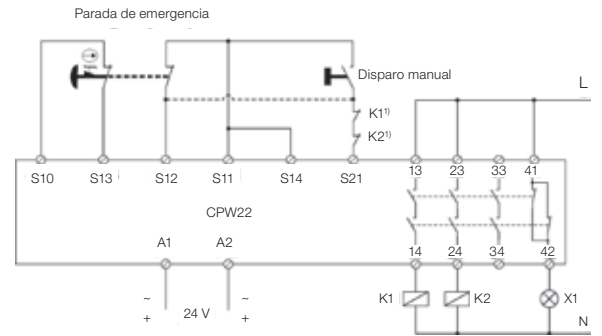 Parada de emergencia
Disparo manual
L
K1¹⁾
K2¹⁾
S10 S13 S12 S11 S14 S21 13 23 33 41
CPW22
A1 A2 14 24 34 42
~ ~
+ 24 V +
K1 K2 X1
N